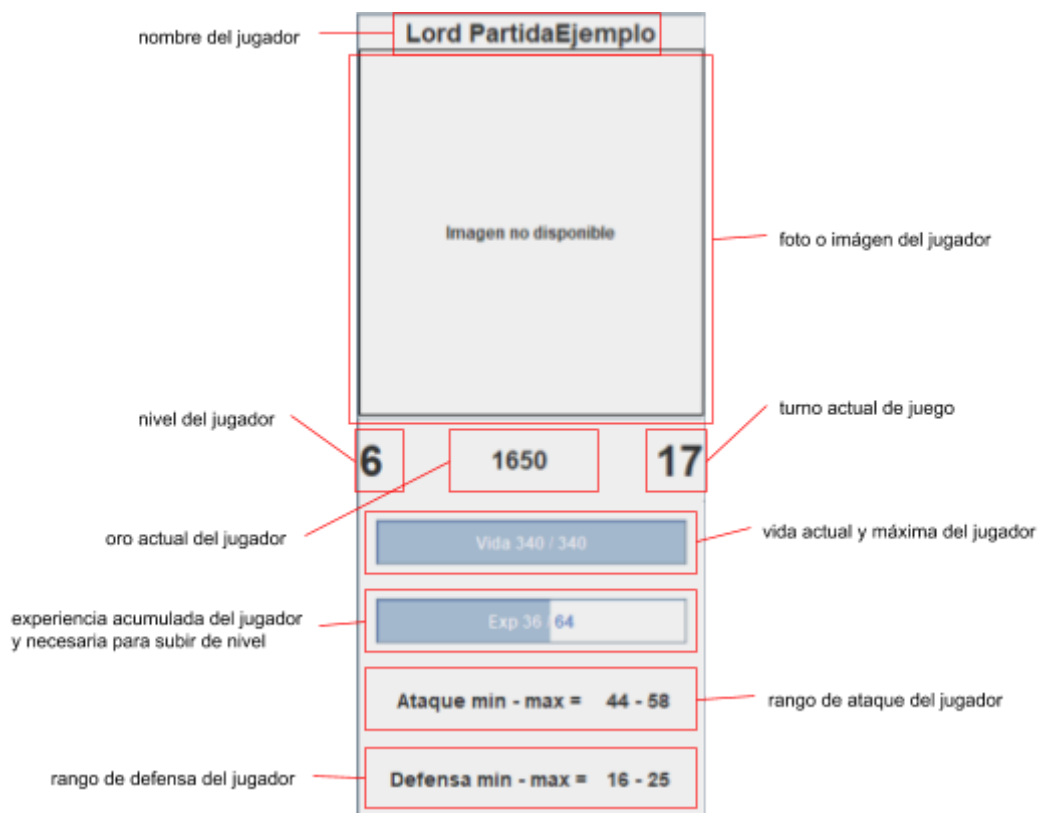 nombre del jugador
Lord PartidaEjemplo
Imagen no disponible
foto o imágen del jugador
nivel del jugador
turno actual de juego
6
1650
17
oro actual del jugador
Vida 340 / 340
vida actual y máxima del jugador
experiencia acumulada del jugador
y necesaria para subir de nivel
Exp 36 / 64
Ataque min - max = 44 - 58
rango de ataque del jugador
rango de defensa del jugador
Defensa min - max = 16 - 25